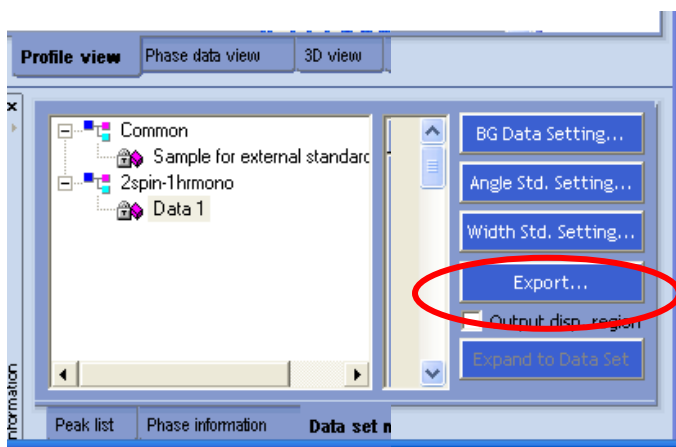 Profile view Phase data view 3D view
Common
Sample for external standarc
2spin-1hrmono
Data 1
BG Data Setting...
Angle Std. Setting...
Width Std. Setting...
Export...
Output disp. region
Expand to Data Set
Peak list Phase information Data set